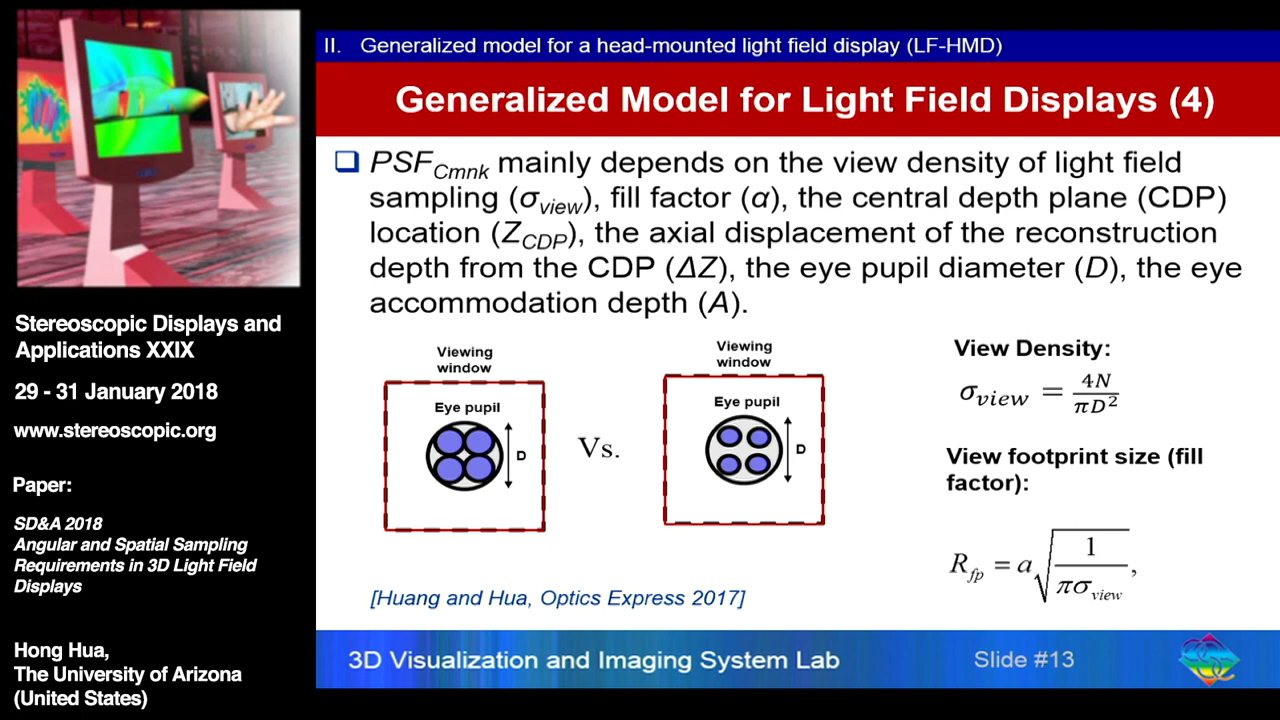 Stereoscopic Displays and
Applications XXIX
29 - 31 January 2018
www.stereoscopic.org
Paper:
SD&A 2018
Angular and Spatial Sampling
Requirements in 3D Light Field
Displays
Hong Hua,
The University of Arizona
(United States)
II. Generalized model for a head-mounted light field display (LF-HMD)
Generalized Model for Light Field Displays (4)
❑ PSF_Cmnk mainly depends on the view density of light field
sampling (σ_view), fill factor (α), the central depth plane (CDP)
location (Z_CDP), the axial displacement of the reconstruction
depth from the CDP (ΔZ), the eye pupil diameter (D), the eye
accommodation depth (A).
Viewing
window
Eye pupil
D
Vs.
Viewing
window
Eye pupil
D
View Density:
σ_view = 4N / πD²
View footprint size (fill
factor):
R_fp = a√(1 / πσ_view),
[Huang and Hua, Optics Express 2017]
3D Visualization and Imaging System Lab
Slide #13